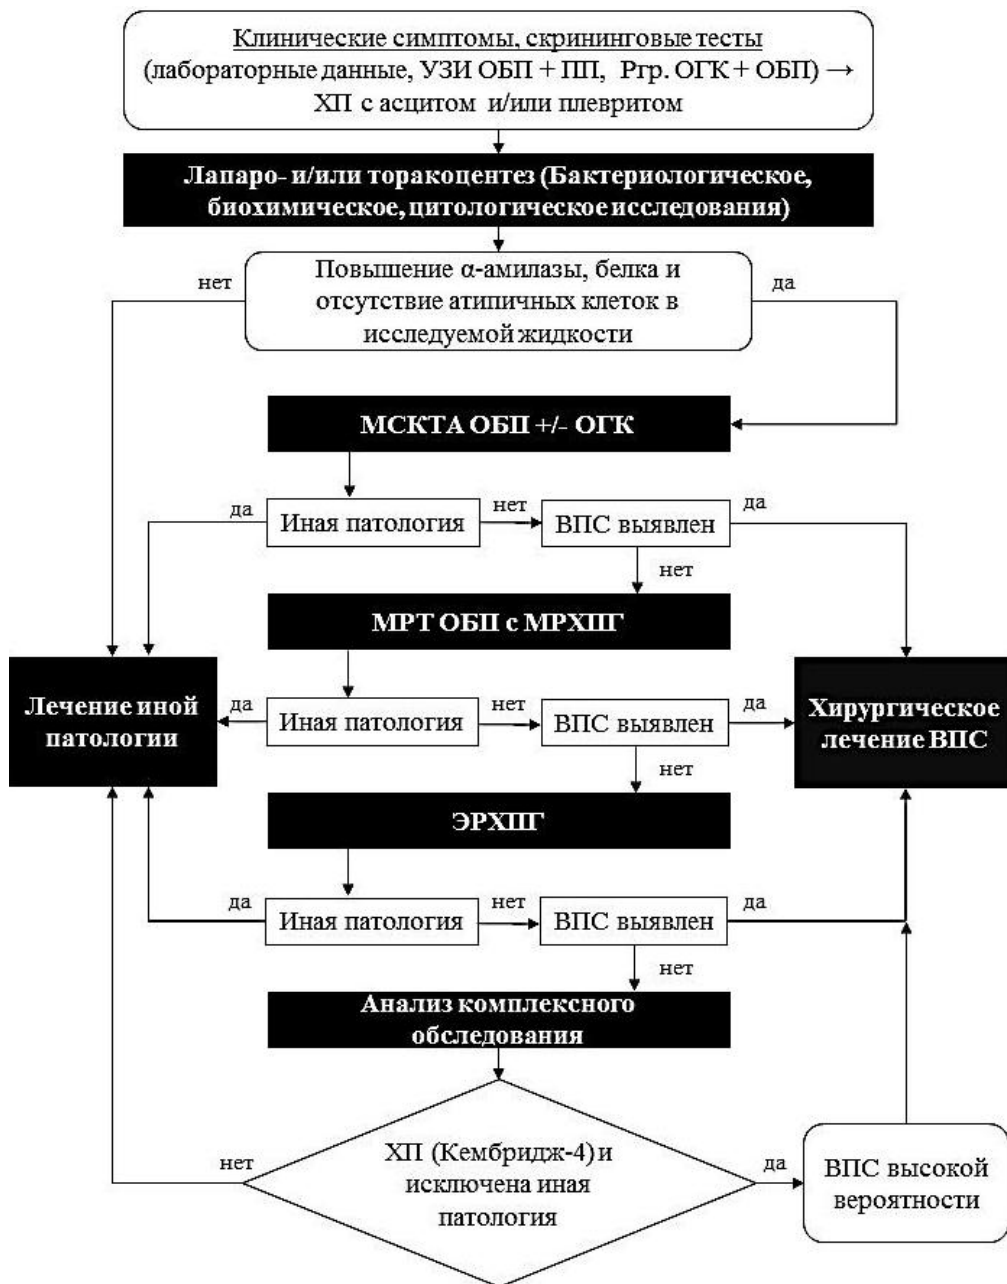 Клинические симптомы, скрининговые тесты
(лабораторные данные, УЗИ ОБП + ПП, Ргр. ОГК + ОБП) →
ХП с асцитом и/или плевритом
Лапаро- и/или торакоцентез (Бактериологическое,
биохимическое, цитологическое исследования)
нет
Повышение α-амилазы, белка и
отсутствие атипичных клеток в
исследуемой жидкости
да
МСКТА ОБП +/- ОГК
да
Иная патология
нет
ВПС выявлен
да
нет
МРТ ОБП с МРХПГ
Лечение иной
патологии
да
Иная патология
нет
ВПС выявлен
да
Хирургическое
лечение ВПС
нет
ЭРХПГ
да
Иная патология
нет
ВПС выявлен
да
нет
Анализ комплексного
обследования
нет
ХП (Кембридж-4) и
исключена иная
патология
да
ВПС высокой
вероятности